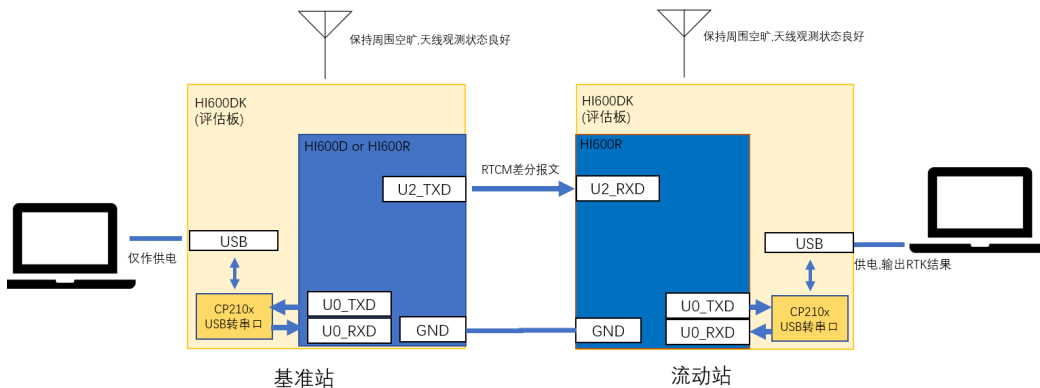 保持周围空旷,天线观测状态良好
保持周围空旷,天线观测状态良好
HI600DK
(评估板)
HI600D or HI600R
U2_TXD
RTCM差分报文
HI600DK
(评估板)
HI600R
U2_RXD
USB
仅作供电
CP210x
USB转串口
U0_TXD
U0_RXD
GND
GND
USB
供电,输出RTK结果
U0_TXD
U0_RXD
CP210x
USB转串口
基准站
流动站